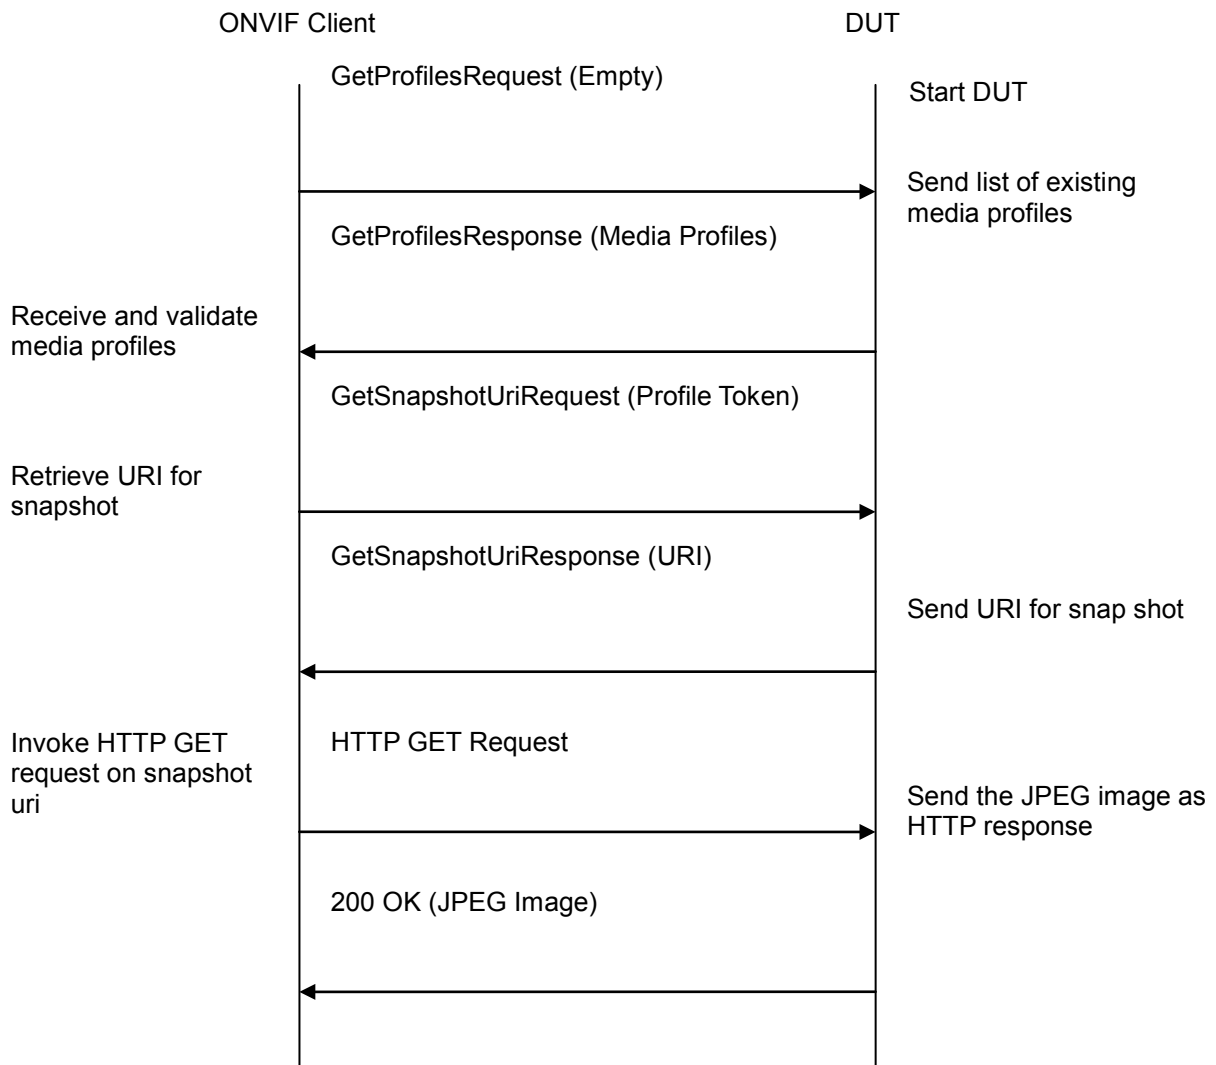 ONVIF Client
DUT
GetProfilesRequest (Empty)
Start DUT
Send list of existing
media profiles
GetProfilesResponse (Media Profiles)
Receive and validate
media profiles
GetSnapshotUriRequest (Profile Token)
Retrieve URI for
snapshot
GetSnapshotUriResponse (URI)
Send URI for snap shot
Invoke HTTP GET
request on snapshot
uri
HTTP GET Request
Send the JPEG image as
HTTP response
200 OK (JPEG Image)